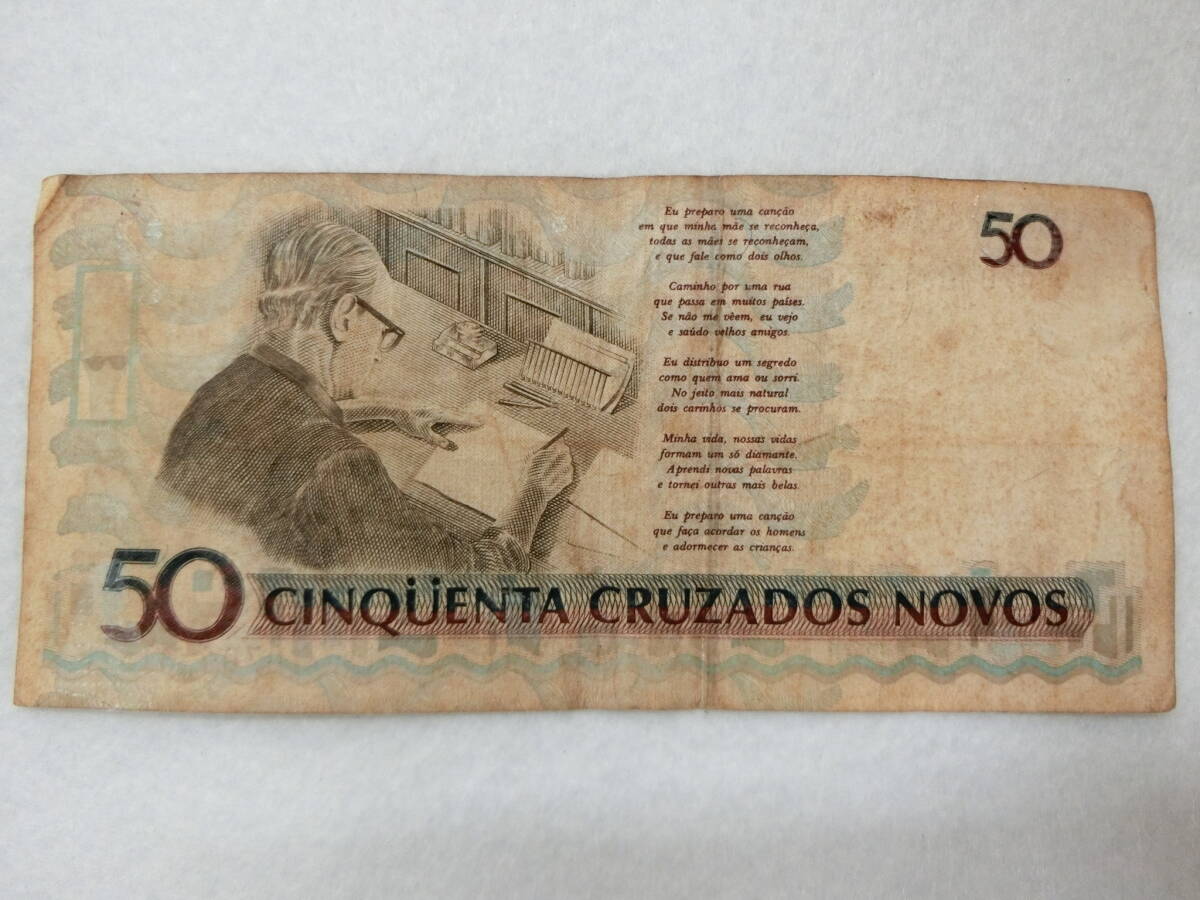 Eu preparo uma canção
em que minha mãe se reconheça,
todas as mães se reconheçam,
e que fale como dois olhos.
Caminho por uma rua
que passa em muitos países.
Se não me vêem, eu vejo
e saúdo velhos amigos.
Eu distribuo um segredo
como quem ama ou sorri.
No jeito mais natural
dois carinhos se procuram.
Minha vida, nossas vidas
formam um só diamante.
Aprendi novas palavras
e tornei outras mais belas.
Eu preparo uma canção
que faça acordar os homens
e adormecer as crianças.
50
50 CINQÜENTA CRUZADOS NOVOS